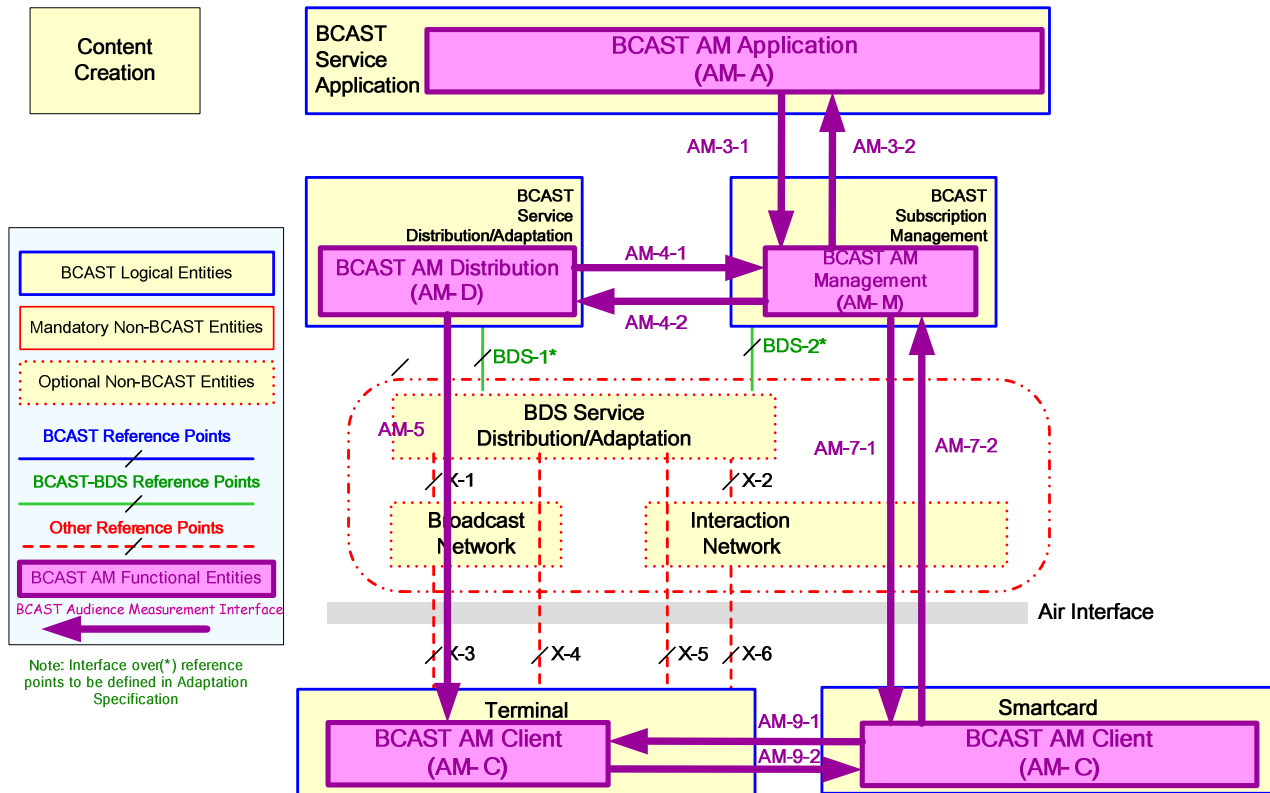 Content
Creation
BCAST
Service
Application
BCAST AM Application
(AM- A)
AM-3-1
AM-3-2
BCAST
Service
Distribution/Adaptation
BCAST AM Distribution
(AM- D)
AM-4-1
AM-4-2
BCAST
Subscription
Management
BCAST AM
Management
(AM- M)
BCAST Logical Entities
Mandatory Non-BCAST Entities
Optional Non-BCAST Entities
BCAST Reference Points
BCAST-BDS Reference Points
Other Reference Points
BCAST AM Functional Entities
BCAST Audience Measurement Interface
Note: Interface over(*) reference
points to be defined in Adaptation
Specification
BDS-1*
BDS-2*
AM-5
BDS Service
Distribution/Adaptation
AM-7-1
AM-7-2
X-1
X-2
Broadcast
Network
Interaction
Network
Air Interface
X-3
X-4
X-5
X-6
Terminal
BCAST AM Client
(AM- C)
AM-9-1
AM-9-2
Smartcard
BCAST AM Client
(AM- C)